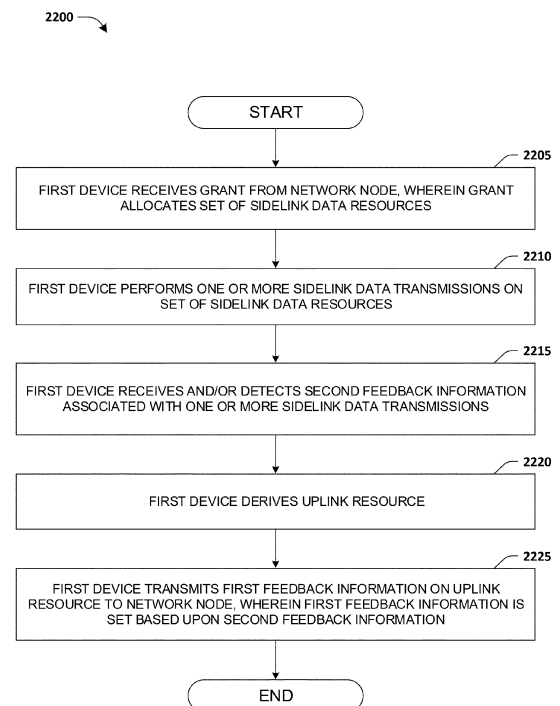 2200
START
2205
FIRST DEVICE RECEIVES GRANT FROM NETWORK NODE, WHEREIN GRANT
ALLOCATES SET OF SIDELINK DATA RESOURCES
2210
FIRST DEVICE PERFORMS ONE OR MORE SIDELINK DATA TRANSMISSIONS ON
SET OF SIDELINK DATA RESOURCES
2215
FIRST DEVICE RECEIVES AND/OR DETECTS SECOND FEEDBACK INFORMATION
ASSOCIATED WITH ONE OR MORE SIDELINK DATA TRANSMISSIONS
2220
FIRST DEVICE DERIVES UPLINK RESOURCE
2225
FIRST DEVICE TRANSMITS FIRST FEEDBACK INFORMATION ON UPLINK
RESOURCE TO NETWORK NODE, WHEREIN FIRST FEEDBACK INFORMATION IS
SET BASED UPON SECOND FEEDBACK INFORMATION
END